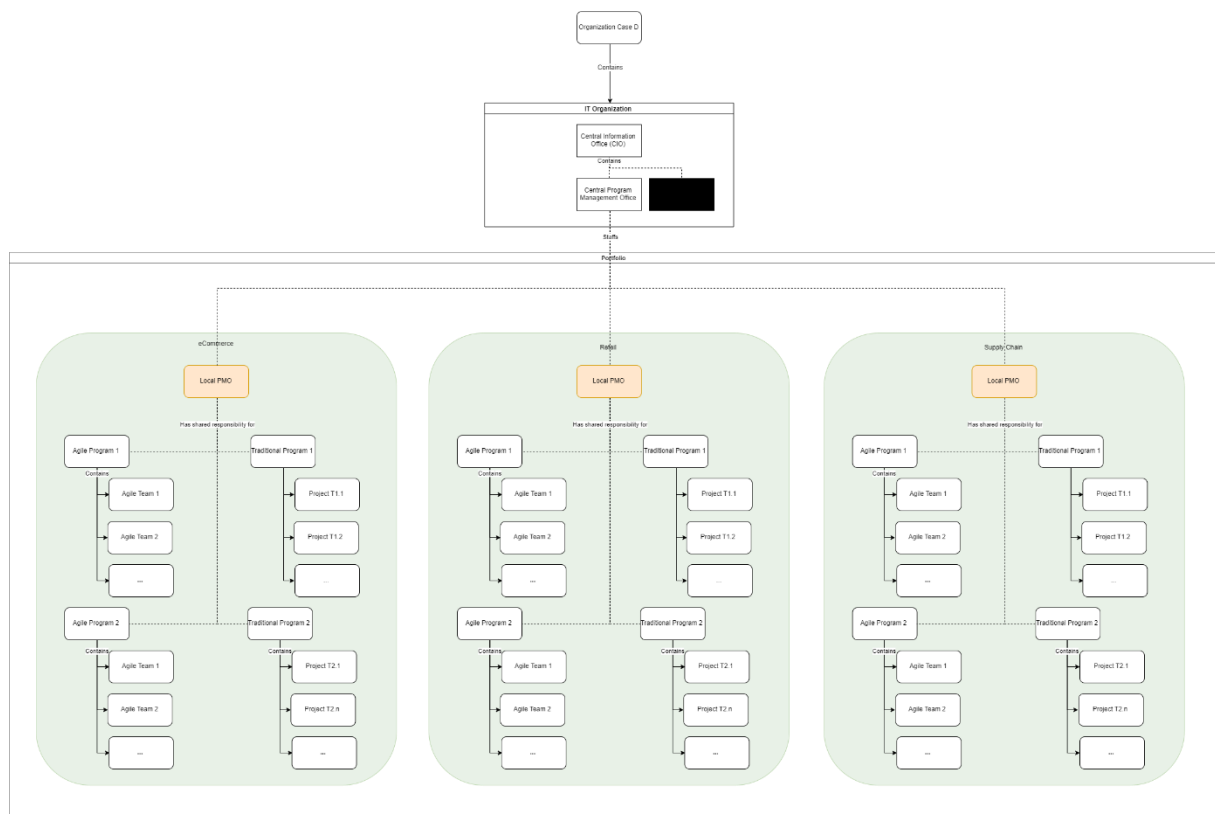 Organization Case D
Contains
IT Organization
Central Information
Office (CIO)
Contains
Central Program
Management Office
Staffs
Portfolio
eCommerce
Local PMO
Has shared responsibility for
Agile Program 1
Traditional Program 1
Contains
Agile Team 1
Project T1.1
Agile Team 2
Project T1.2
...
...
Agile Program 2
Traditional Program 2
Contains
Contains
Agile Team 1
Project T2.1
Agile Team 2
Project T2.n
...
...
Retail
Local PMO
Has shared responsibility for
Agile Program 1
Traditional Program 1
Contains
Agile Team 1
Project T1.1
Agile Team 2
Project T1.2
...
...
Agile Program 2
Traditional Program 2
Contains
Contains
Agile Team 1
Project T2.1
Agile Team 2
Project T2.n
...
...
Supply Chain
Local PMO
Has shared responsibility for
Agile Program 1
Traditional Program 1
Contains
Agile Team 1
Project T1.1
Agile Team 2
Project T1.2
...
...
Agile Program 2
Traditional Program 2
Contains
Contains
Agile Team 1
Project T2.1
Agile Team 2
Project T2.n
...
...